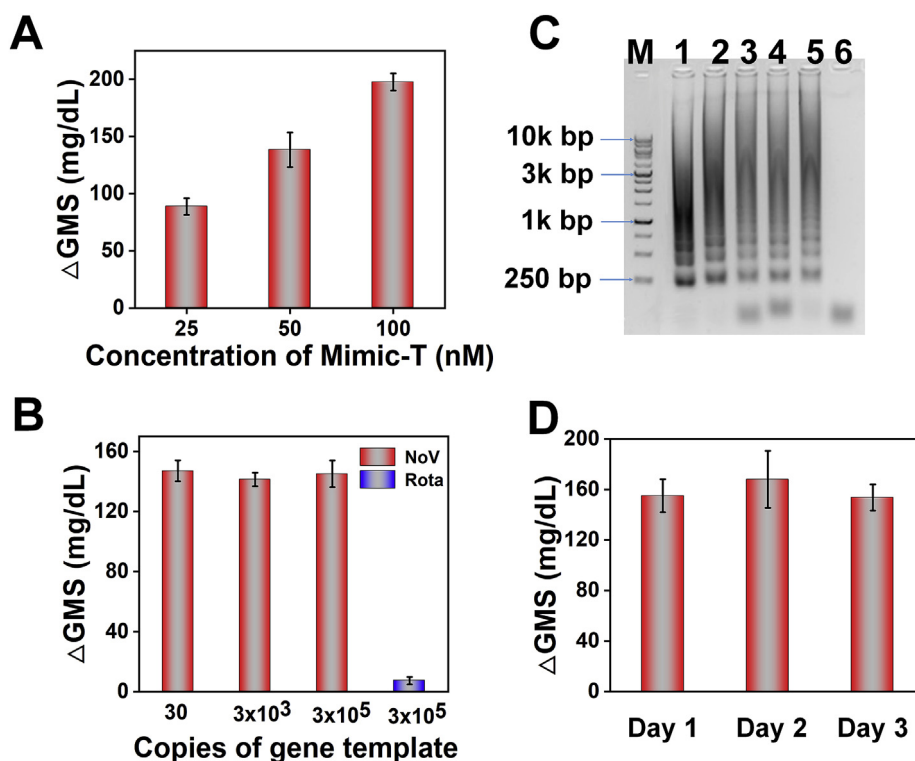 A
△GMS (mg/dL)
200
150
100
50
0
25 50 100
Concentration of Mimic-T (nM)
C
M 1 2 3 4 5 6
10k bp
3k bp
1k bp
250 bp
B
△GMS (mg/dL)
160
120
80
40
0
NoV
Rota
30 3x10³ 3x10⁵ 3x10⁵
Copies of gene template
D
△GMS (mg/dL)
200
160
120
80
40
0
Day 1 Day 2 Day 3